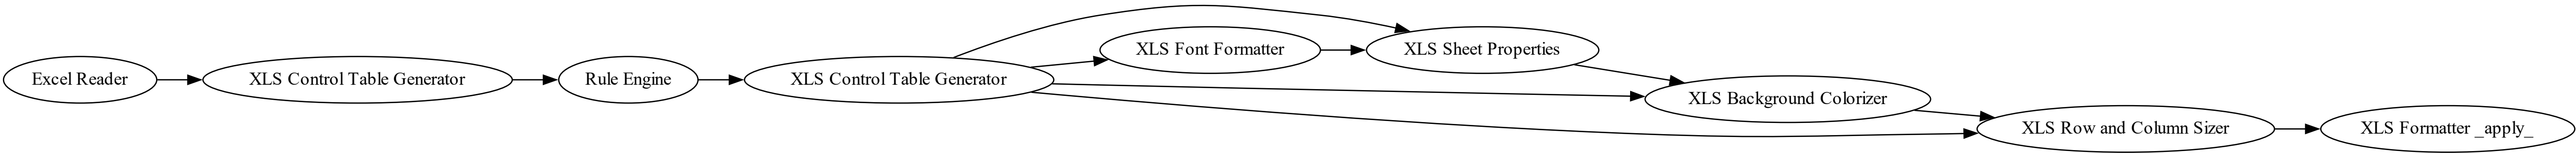 Excel Reader
XLS Control Table Generator
Rule Engine
XLS Control Table Generator
XLS Font Formatter
XLS Sheet Properties
XLS Background Colorizer
XLS Row and Column Sizer
XLS Formatter _apply_